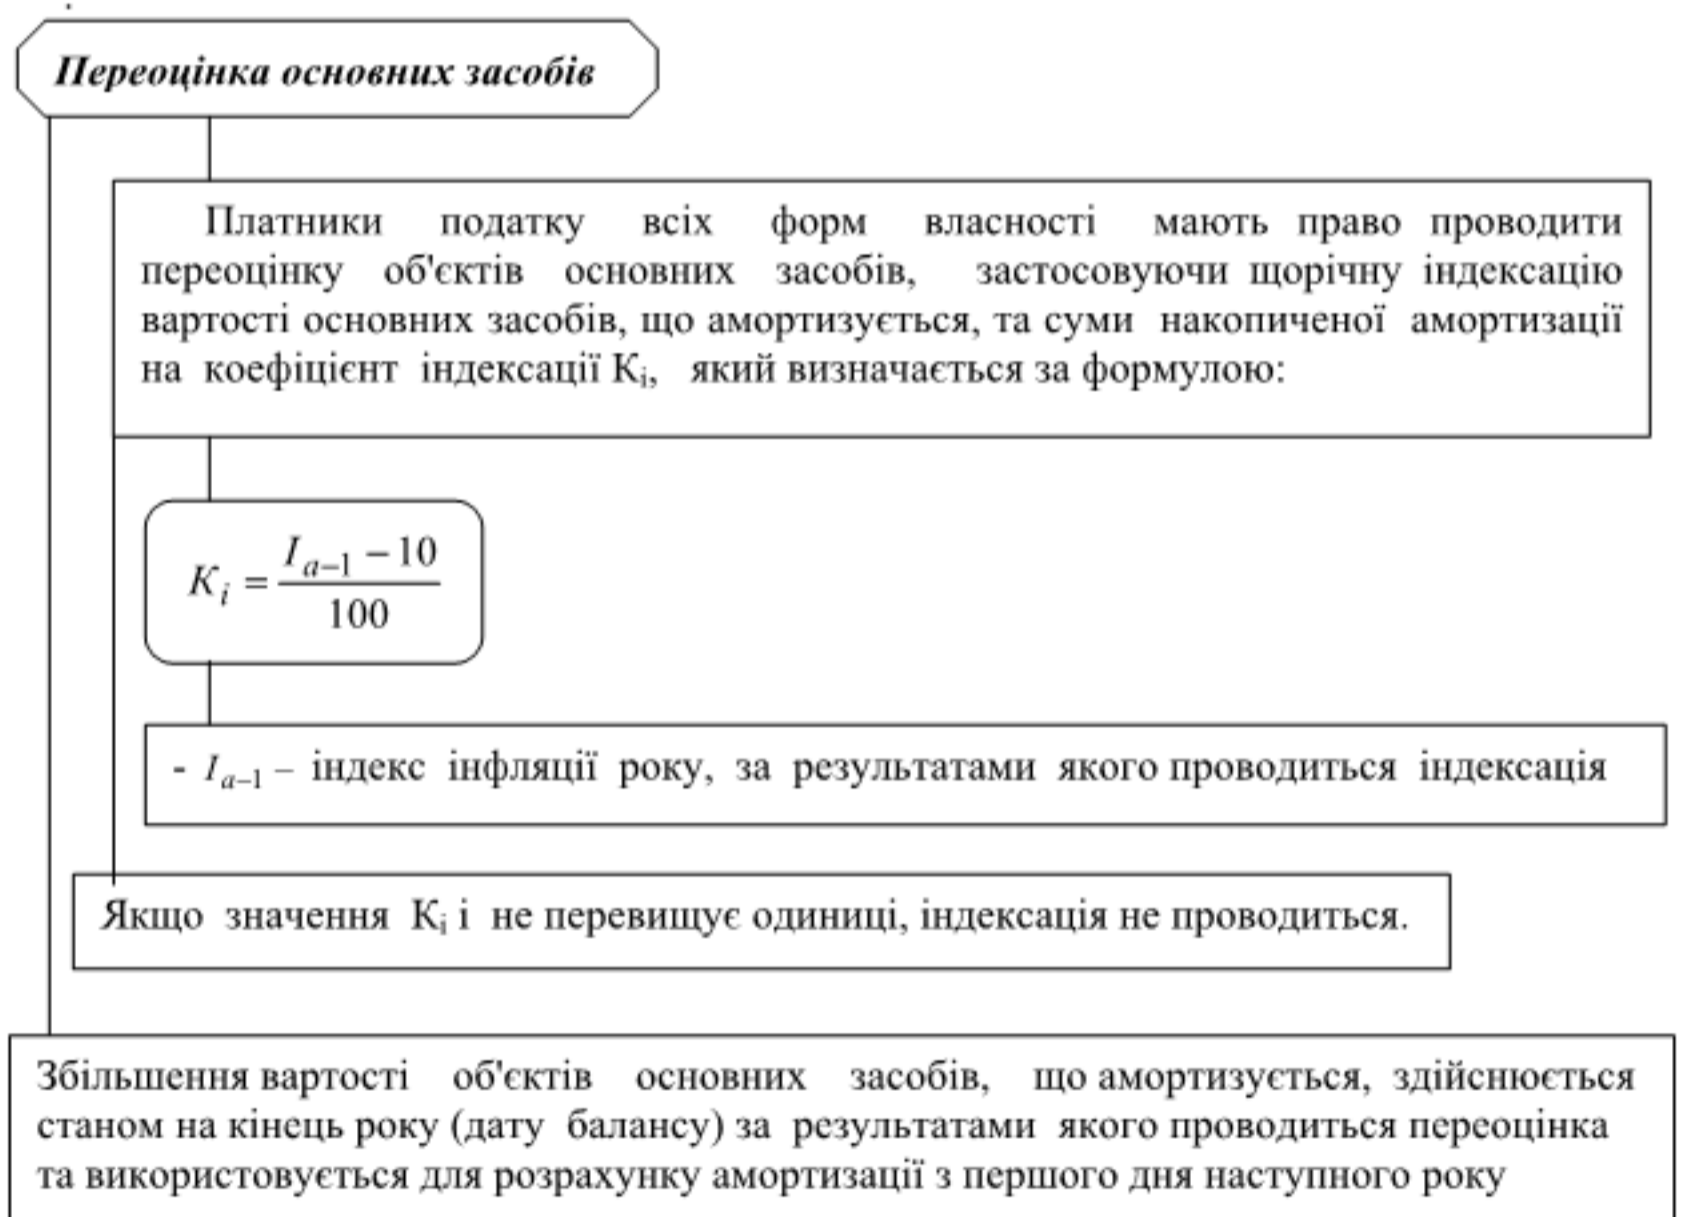 Переоцінка основних засобів
Платники податку всіх форм власності мають право проводити
переоцінку об'єктів основних засобів, застосовуючи щорічну індексацію
вартості основних засобів, що амортизується, та суми накопиченої амортизації
на коефіцієнт індексації Кᵢ, який визначається за формулою:
Kᵢ = (I_{a−1} − 10) / 100
- I_{a−1} – індекс інфляції року, за результатами якого проводиться індексація
Якщо значення Кᵢ і не перевищує одиниці, індексація не проводиться.
Збільшення вартості об'єктів основних засобів, що амортизується, здійснюється
станом на кінець року (дату балансу) за результатами якого проводиться переоцінка
та використовується для розрахунку амортизації з першого дня наступного року